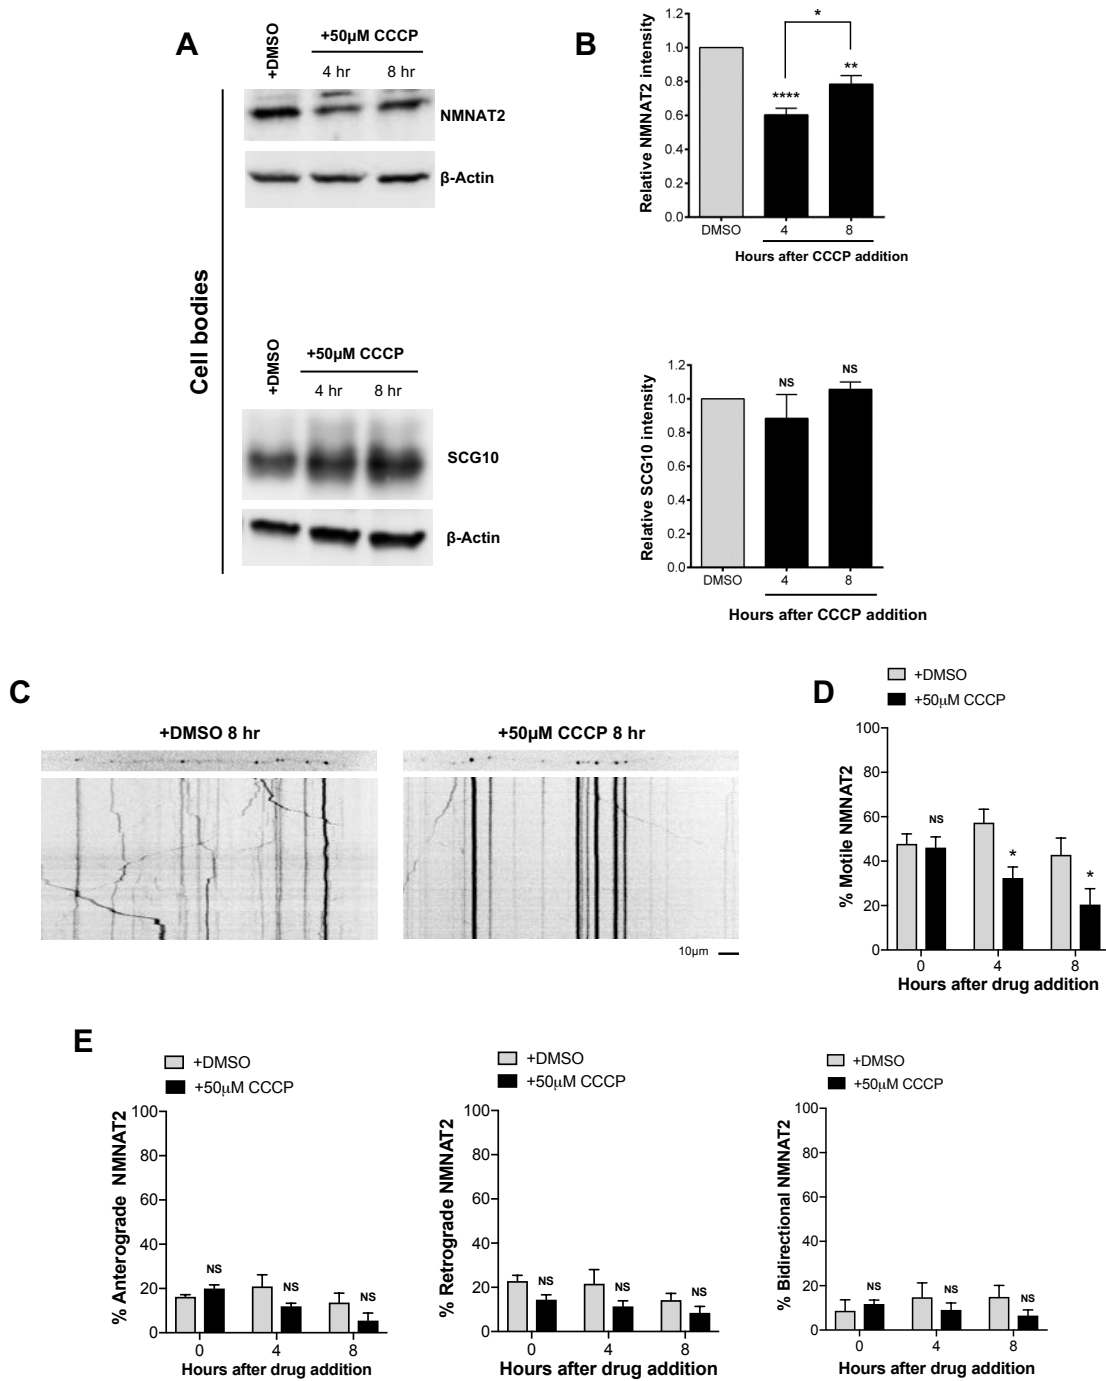 A
+DMSO
+50µM CCCP
4 hr
8 hr
NMNAT2
β-Actin
Cell bodies
+DMSO
+50µM CCCP
4 hr
8 hr
SCG10
β-Actin
B
Relative NMNAT2 intensity
1.2
1.0
0.8
0.6
0.4
0.2
0.0
*
****
**
DMSO
4
8
Hours after CCCP addition
Relative SCG10 intensity
1.2
1.0
0.8
0.6
0.4
0.2
0.0
NS
NS
DMSO
4
8
Hours after CCCP addition
C
+DMSO 8 hr
+50µM CCCP 8 hr
10µm
D
+DMSO
+50µM CCCP
% Motile NMNAT2
100
80
60
40
20
0
NS
*
*
0
4
8
Hours after drug addition
E
+DMSO
+50µM CCCP
% Anterograde NMNAT2
100
80
60
40
20
0
NS
NS
NS
0
4
8
Hours after drug addition
+DMSO
+50µM CCCP
% Retrograde NMNAT2
100
80
60
40
20
0
NS
NS
NS
0
4
8
Hours after drug addition
+DMSO
+50µM CCCP
% Bidirectional NMNAT2
100
80
60
40
20
0
NS
NS
NS
0
4
8
Hours after drug addition